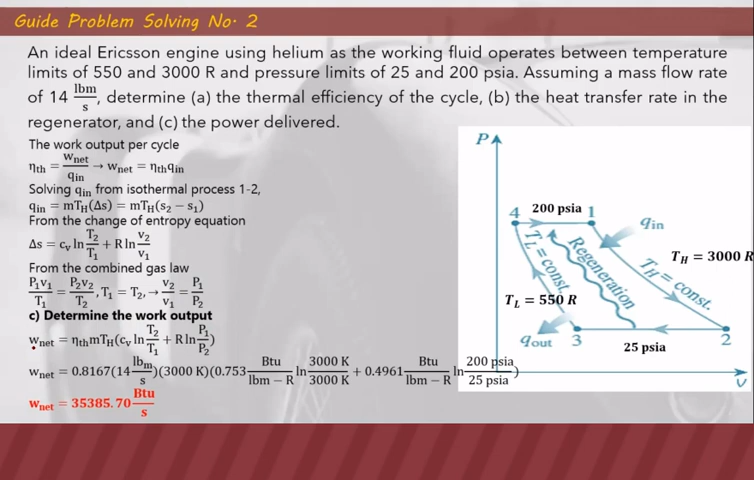 Guide Problem Solving No. 2
An ideal Ericsson engine using helium as the working fluid operates between temperature
limits of 550 and 3000 R and pressure limits of 25 and 200 psia. Assuming a mass flow rate
of 14 lbm/s, determine (a) the thermal efficiency of the cycle, (b) the heat transfer rate in the
regenerator, and (c) the power delivered.
The work output per cycle
ηth = Wnet/qin → Wnet = ηthqin
Solving qin from isothermal process 1-2,
qin = mTH(Δs) = mTH(s2 − s1)
From the change of entropy equation
Δs = cv ln T2/T1 + R ln v2/v1
From the combined gas law
P1v1/T1 = P2v2/T2, T1 = T2, → v2/v1 = P1/P2
c) Determine the work output
wnet = ηthmTH(cv ln T2/T1 + R ln P1/P2)
wnet = 0.8167(14 lbm/s)(3000 K)(0.753 Btu/lbm − R ln 3000 K/3000 K + 0.4961 Btu/lbm − R ln 200 psia/25 psia)
wnet = 35385.70 Btu/s
P
4
200 psia
1
qin
TH = 3000 R
TL = const.
Regeneration
TH = const.
TL = 550 R
qout
3
25 psia
2
v